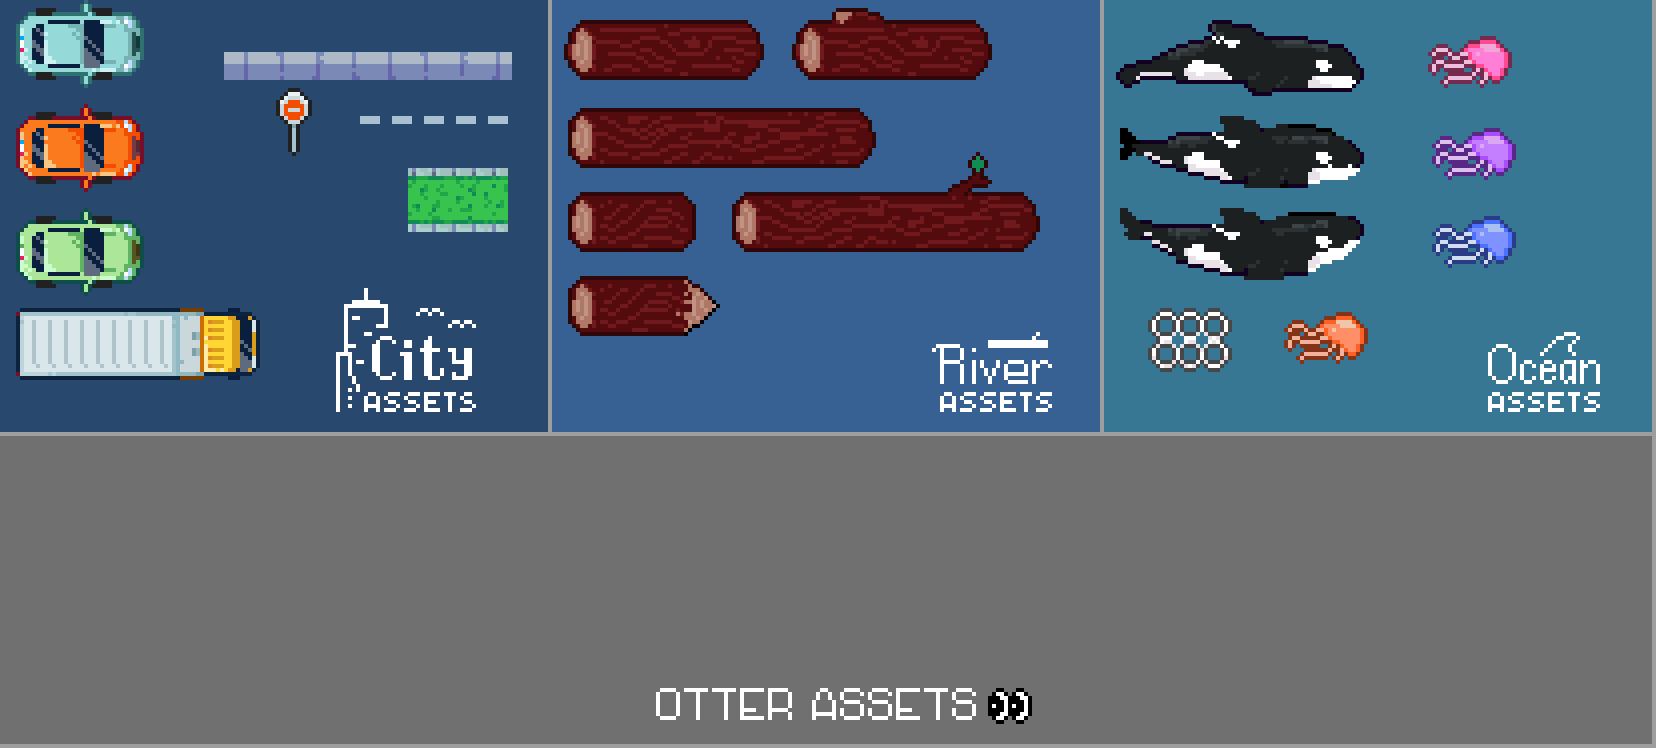 City
ASSETS
River
ASSETS
Ocean
ASSETS
OTTER ASSETS